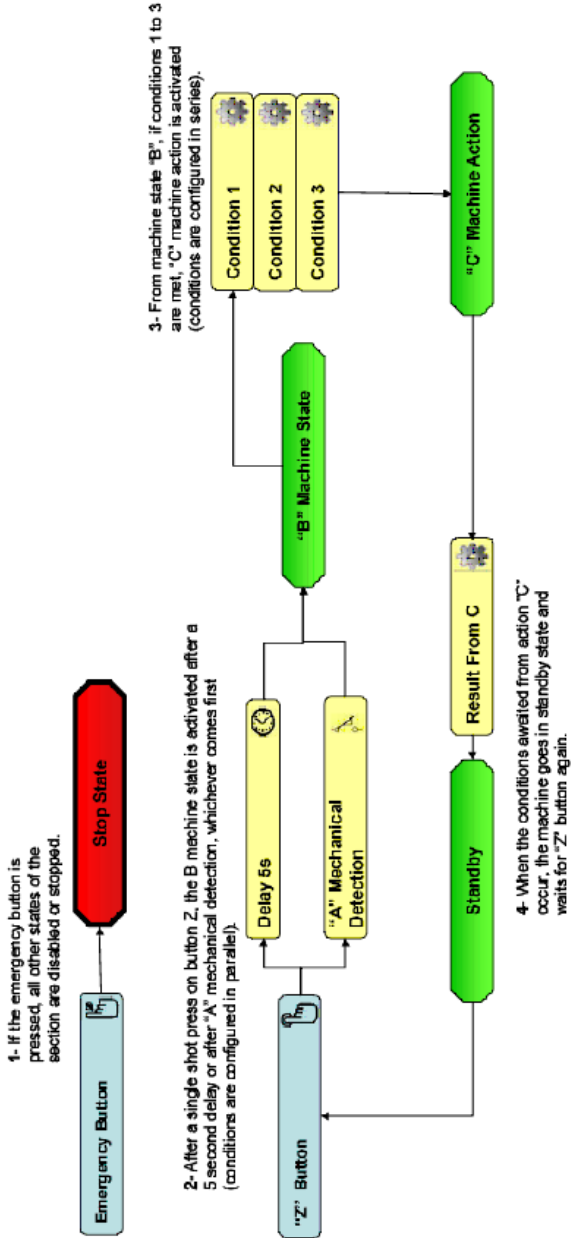 1- If the emergency button is
pressed, all other states of the
section are disabled or stopped.
Emergency Button
Stop State
2- After a single shot press on button Z, the B machine state is activated after a
5 second delay or after "A" mechanical detection, whichever comes first
(conditions are configured in parallel).
"Z" Button
Delay 5s
"A" Mechanical
Detection
"B" Machine State
3- From machine state "B", if conditions 1 to 3
are met, "C" machine action is activated
(conditions are configured in series).
Condition 1
Condition 2
Condition 3
"C" Machine Action
Result From C
Standby
4- When the conditions awaited from action "C"
occur, the machine goes in standby state and
waits for "Z" button again.